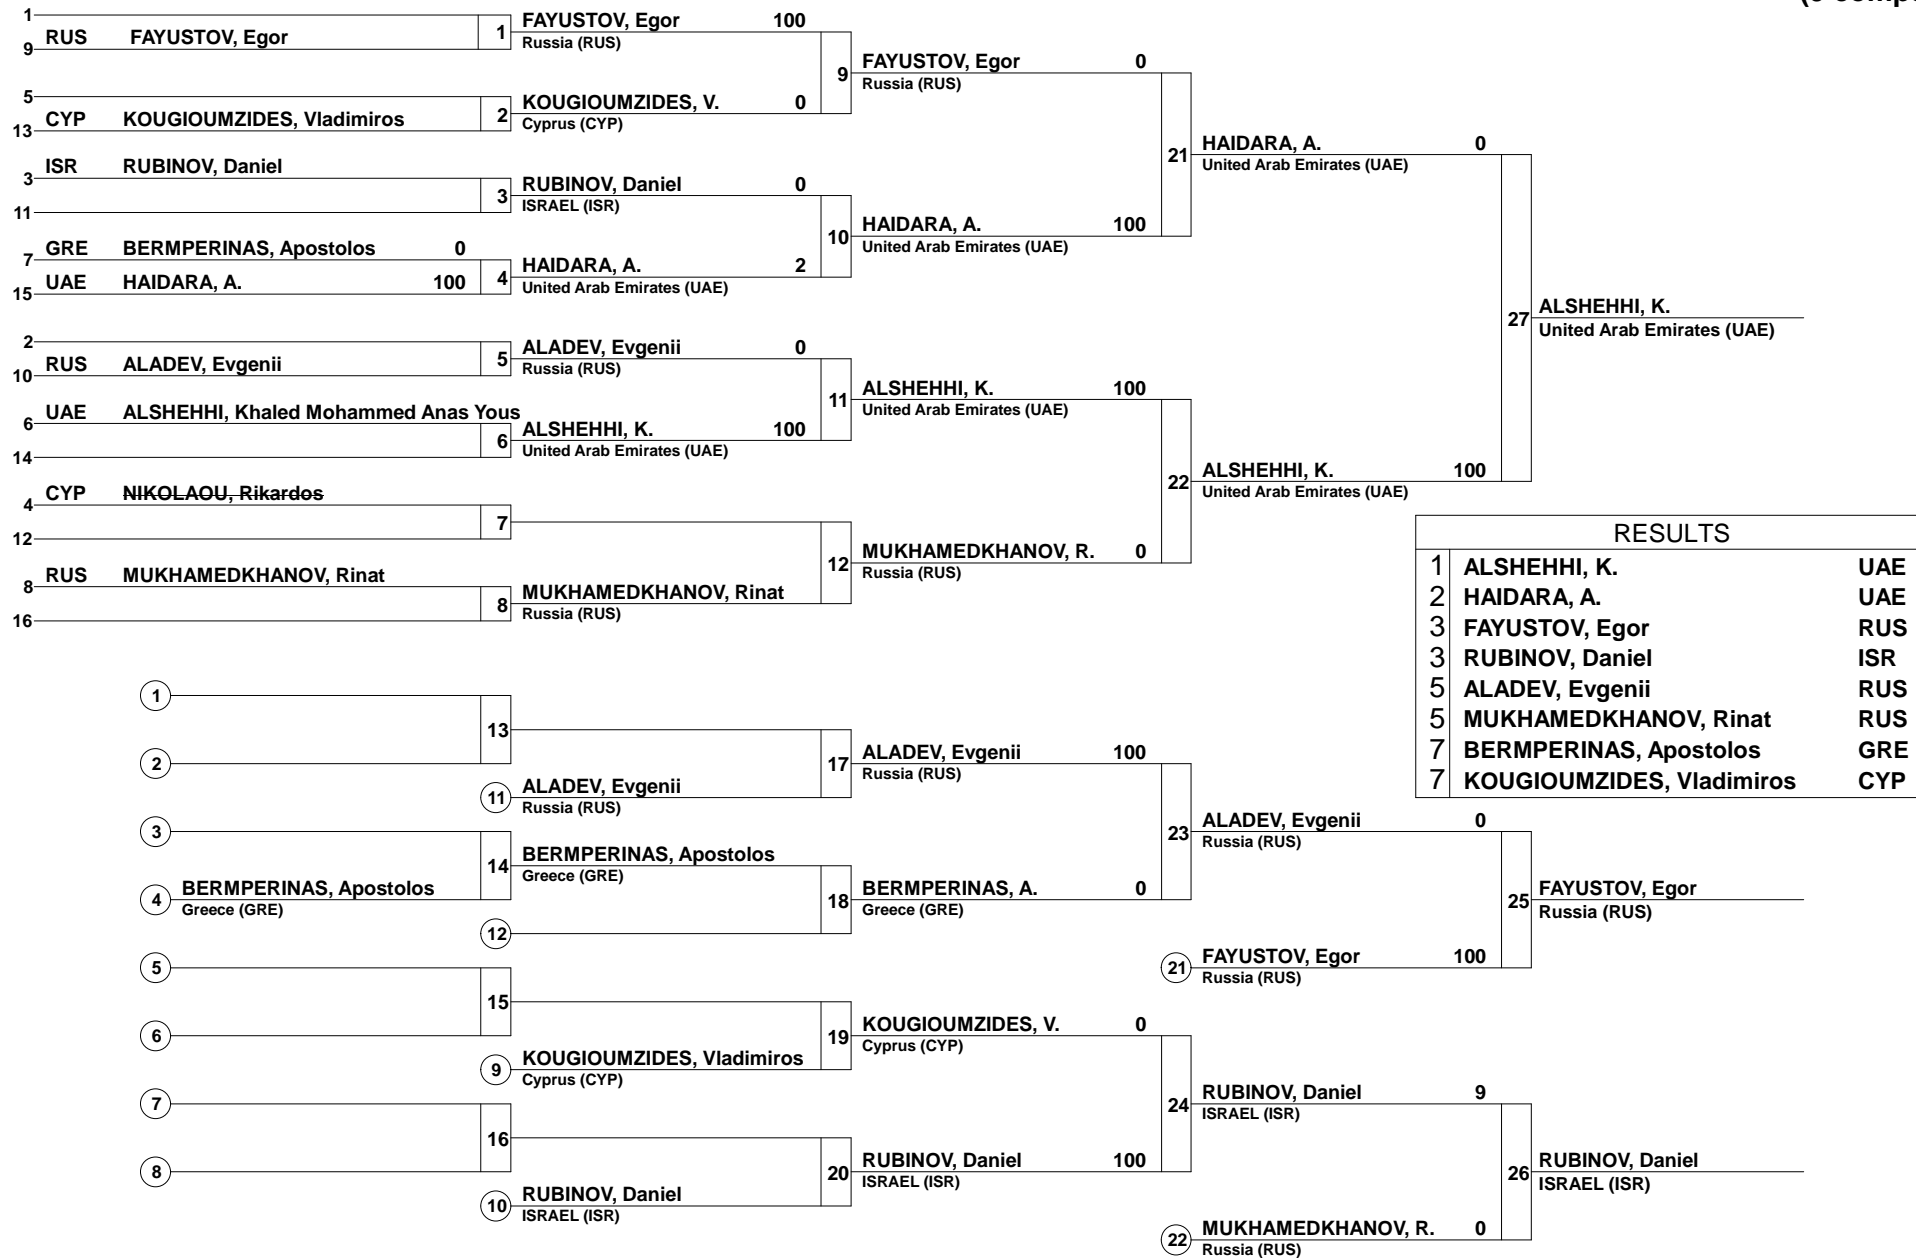 (9 comp
1
RUS FAYUSTOV, Egor
9
1
FAYUSTOV, Egor 100
Russia (RUS)
5
CYP KOUGIOUMZIDES, Vladimiros
13
2
KOUGIOUMZIDES, V. 0
Cyprus (CYP)
9
FAYUSTOV, Egor 0
Russia (RUS)
ISR RUBINOV, Daniel
3
11
3
RUBINOV, Daniel 0
ISRAEL (ISR)
GRE BERMPERINAS, Apostolos 0
7
UAE HAIDARA, A. 100
15
4
HAIDARA, A. 2
United Arab Emirates (UAE)
10
HAIDARA, A. 100
United Arab Emirates (UAE)
21
HAIDARA, A. 0
United Arab Emirates (UAE)
2
RUS ALADEV, Evgenii
10
5
ALADEV, Evgenii 0
Russia (RUS)
UAE ALSHEHHI, Khaled Mohammed Anas Yous
6
14
6
ALSHEHHI, K. 100
United Arab Emirates (UAE)
11
ALSHEHHI, K. 100
United Arab Emirates (UAE)
CYP NIKOLAOU, Rikardos
4
12
7
RUS MUKHAMEDKHANOV, Rinat
8
16
8
MUKHAMEDKHANOV, Rinat
Russia (RUS)
12
MUKHAMEDKHANOV, R. 0
Russia (RUS)
22
ALSHEHHI, K. 100
United Arab Emirates (UAE)
27
ALSHEHHI, K.
United Arab Emirates (UAE)
RESULTS
1 ALSHEHHI, K. UAE
2 HAIDARA, A. UAE
3 FAYUSTOV, Egor RUS
3 RUBINOV, Daniel ISR
5 ALADEV, Evgenii RUS
5 MUKHAMEDKHANOV, Rinat RUS
7 BERMPERINAS, Apostolos GRE
7 KOUGIOUMZIDES, Vladimiros CYP
1
2
13
11
ALADEV, Evgenii
Russia (RUS)
17
ALADEV, Evgenii 100
Russia (RUS)
3
4
BERMPERINAS, Apostolos
Greece (GRE)
14
BERMPERINAS, Apostolos
Greece (GRE)
12
18
BERMPERINAS, A. 0
Greece (GRE)
23
ALADEV, Evgenii 0
Russia (RUS)
21
FAYUSTOV, Egor 100
Russia (RUS)
25
FAYUSTOV, Egor
Russia (RUS)
5
6
15
9
KOUGIOUMZIDES, Vladimiros
Cyprus (CYP)
19
KOUGIOUMZIDES, V. 0
Cyprus (CYP)
7
8
16
10
RUBINOV, Daniel
ISRAEL (ISR)
20
RUBINOV, Daniel 100
ISRAEL (ISR)
24
RUBINOV, Daniel 9
ISRAEL (ISR)
22
MUKHAMEDKHANOV, R. 0
Russia (RUS)
26
RUBINOV, Daniel
ISRAEL (ISR)